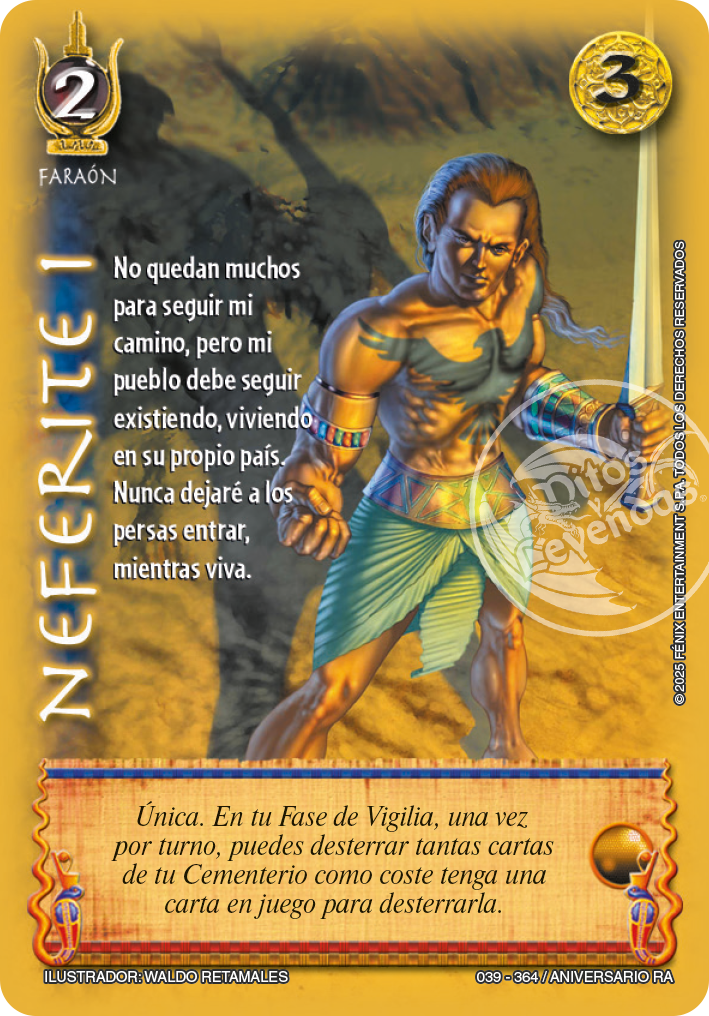 2
3
FARAÓN
NEFERITE I
No quedan muchos
para seguir mi
camino, pero mi
pueblo debe seguir
existiendo, viviendo
en su propio país.
Nunca dejaré a los
persas entrar,
mientras viva.
Mitos
y
Leyendas®
© 2025 FÉNIX ENTERTAINMENT S.P.A. TODOS LOS DERECHOS RESERVADOS
Única. En tu Fase de Vigilia, una vez
por turno, puedes desterrar tantas cartas
de tu Cementerio como coste tenga una
carta en juego para desterrarla.
ILUSTRADOR: WALDO RETAMALES
039 - 364 / ANIVERSARIO RA